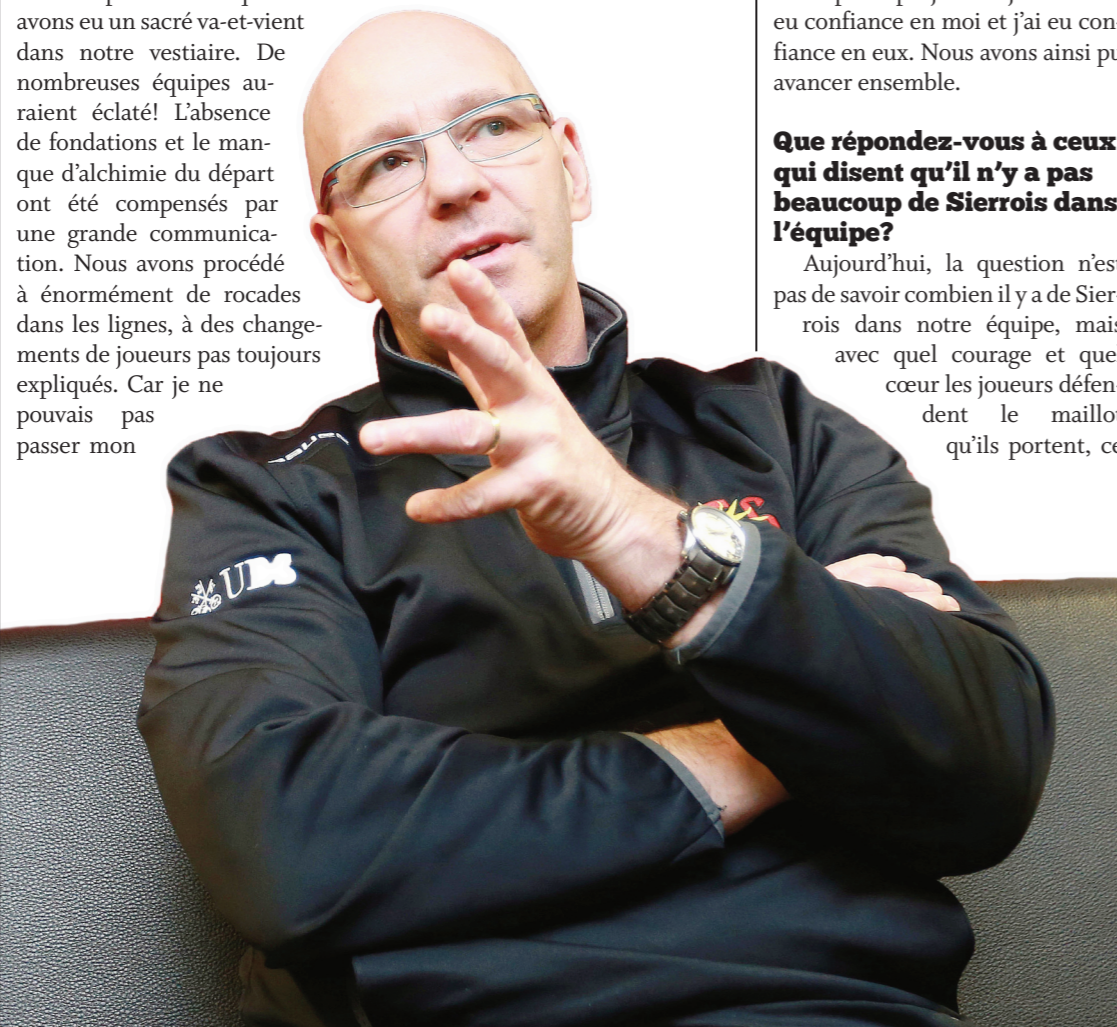 avons eu un sacré va-et-vient
dans notre vestiaire. De
nombreuses équipes au-
raient éclaté! L’absence
de fondations et le man-
que d’alchimie du départ
ont été compensés par
une grande communica-
tion. Nous avons procédé
à énormément de rocades
dans les lignes, à des change-
ments de joueurs pas toujours
expliqués. Car je ne
pouvais pas
passer mon
eu confiance en moi et j’ai eu con-
fiance en eux. Nous avons ainsi pu
avancer ensemble.
Que répondez-vous à ceux
qui disent qu’il n’y a pas
beaucoup de Sierrois dans
l’équipe?
Aujourd’hui, la question n’est
pas de savoir combien il y a de Sier-
rois dans notre équipe, mais
avec quel courage et quel
cœur les joueurs défen-
dent le maillot
qu’ils portent, ce